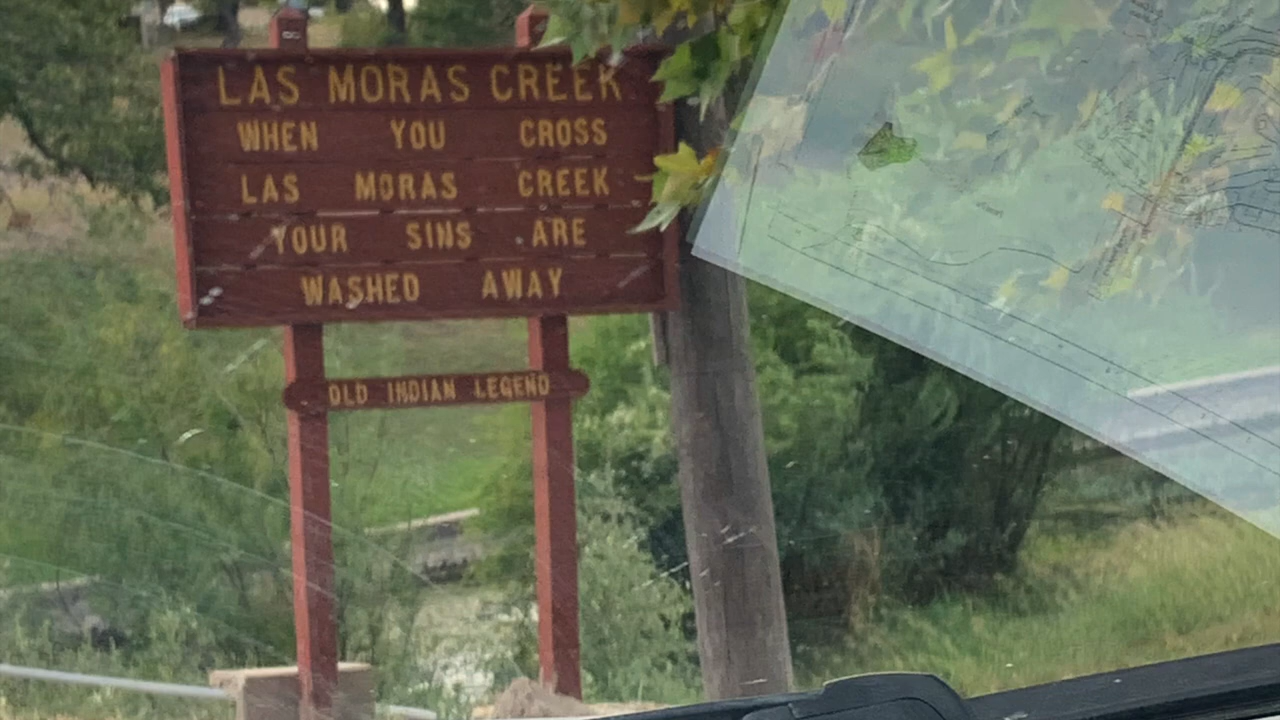 LAS MORAS CREEK
WHEN YOU CROSS
LAS MORAS CREEK
YOUR SINS ARE
WASHED AWAY
OLD INDIAN LEGEND